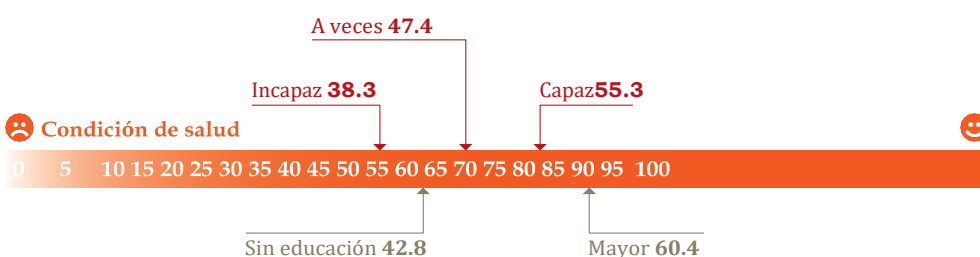 A veces 47.4
Incapaz 38.3 Capaz55.3
Condición de salud
0 5 10 15 20 25 30 35 40 45 50 55 60 65 70 75 80 85 90 95 100
Sin educación 42.8 Mayor 60.4